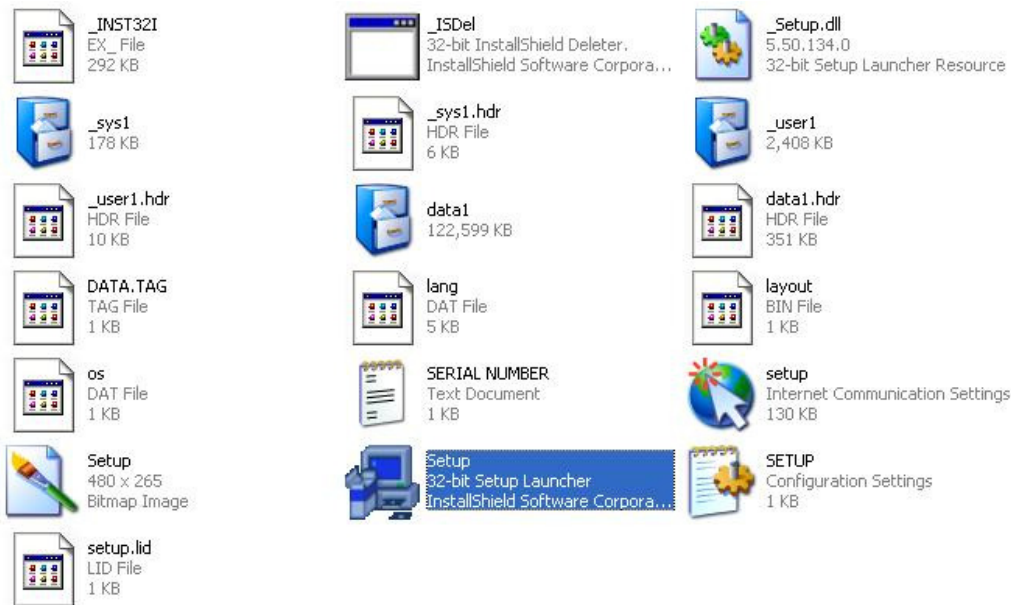 _INST32I
EX_ File
292 KB
_ISDel
32-bit InstallShield Deleter.
InstallShield Software Corpora...
_Setup.dll
5.50.134.0
32-bit Setup Launcher Resource
_sys1
178 KB
_sys1.hdr
HDR File
6 KB
_user1
2,408 KB
_user1.hdr
HDR File
10 KB
data1
122,599 KB
data1.hdr
HDR File
351 KB
DATA.TAG
TAG File
1 KB
lang
DAT File
5 KB
layout
BIN File
1 KB
os
DAT File
1 KB
SERIAL NUMBER
Text Document
1 KB
setup
Internet Communication Settings
130 KB
Setup
480 x 265
Bitmap Image
Setup
32-bit Setup Launcher
InstallShield Software Corpora...
SETUP
Configuration Settings
1 KB
setup.lid
LID File
1 KB